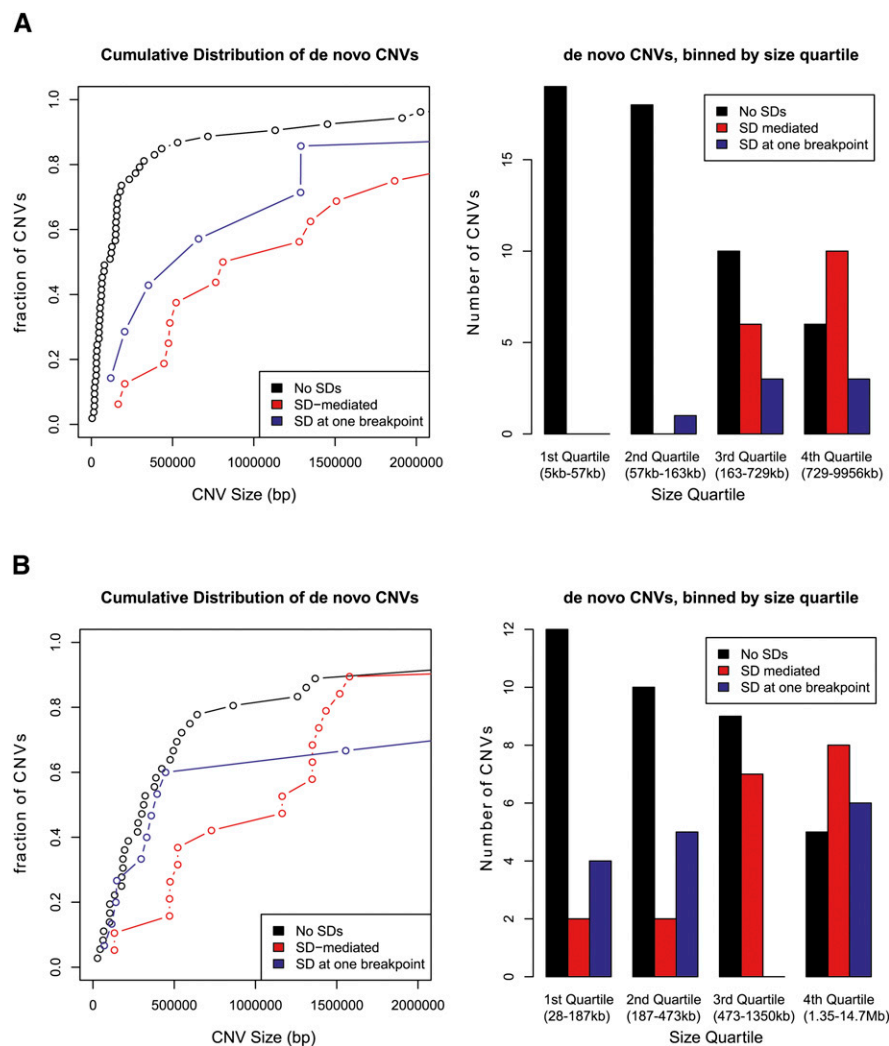 A
Cumulative Distribution of de novo CNVs
fraction of CNVs
1.0
0.8
0.6
0.4
0.2
0.0
No SDs
SD−mediated
SD at one breakpoint
0
500000
1000000
1500000
2000000
CNV Size (bp)
de novo CNVs, binned by size quartile
Number of CNVs
15
10
5
0
No SDs
SD mediated
SD at one breakpoint
1st Quartile
(5kb-57kb)
2nd Quartile
(57kb-163kb)
3rd Quartile
(163-729kb)
4th Quartile
(729-9956kb)
Size Quartile
B
Cumulative Distribution of de novo CNVs
fraction of CNVs
1.0
0.8
0.6
0.4
0.2
0.0
No SDs
SD−mediated
SD at one breakpoint
0
500000
1000000
1500000
2000000
CNV Size (bp)
de novo CNVs, binned by size quartile
Number of CNVs
12
10
8
6
4
2
0
No SDs
SD mediated
SD at one breakpoint
1st Quartile
(28-187kb)
2nd Quartile
(187-473kb)
3rd Quartile
(473-1350kb)
4th Quartile
(1.35-14.7Mb)
Size Quartile